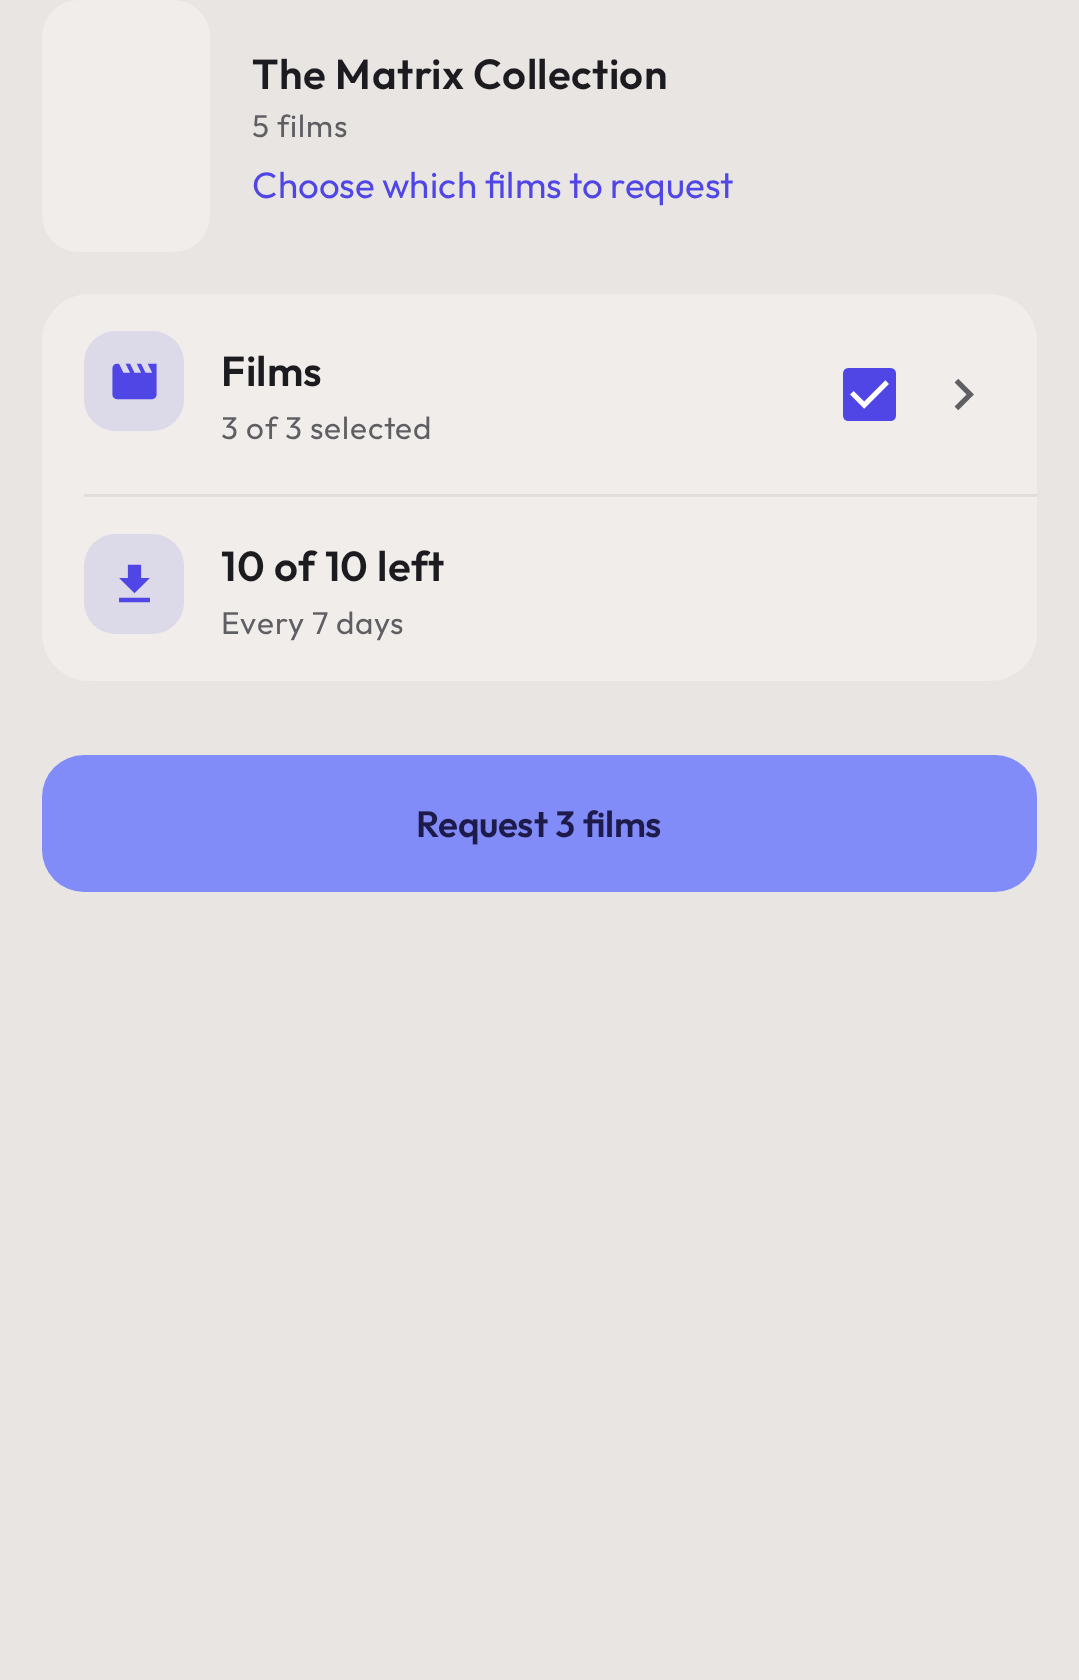 The Matrix Collection
5 films
Choose which films to request
Films
3 of 3 selected
10 of 10 left
Every 7 days
Request 3 films